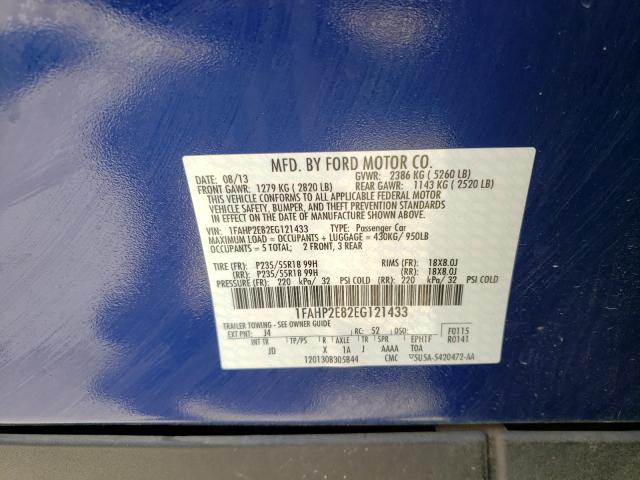 MFD. BY FORD MOTOR CO.
DATE: 08/13 GVWR: 2386 KG ( 5260 LB)
FRONT GAWR: 1279 KG ( 2820 LB) REAR GAWR: 1143 KG ( 2520 LB)
THIS VEHICLE CONFORMS TO ALL APPLICABLE FEDERAL MOTOR
VEHICLE SAFETY, BUMPER, AND THEFT PREVENTION STANDARDS
IN EFFECT ON THE DATE OF MANUFACTURE SHOWN ABOVE.
VIN: 1FAHP2E82EG121433 TYPE: Passenger Car
MAXIMUM LOAD = OCCUPANTS + LUGGAGE = 430KG/ 950LB
OCCUPANTS = 5 TOTAL; 2 FRONT, 3 REAR
TIRE (FR): P235/55R18 99H RIMS (FR): 18X8.0J
(RR): P235/55R18 99H (RR): 18X8.0J
PRESSURE (FR): 220 kPa/ 32 PSI COLD (RR): 220 kPa/ 32 PSI COLD
1FAHP2E82EG121433
TRAILER TOWING - SEE OWNER GUIDE
EXT PNT: J4 RC: 52 DSO: F0115
INT TR TP/PS R AXLE TR SPR EPH1F R0141
JD X 1A J AAAA TOA
1201308305844 CMC 5U5A-5420472-AA